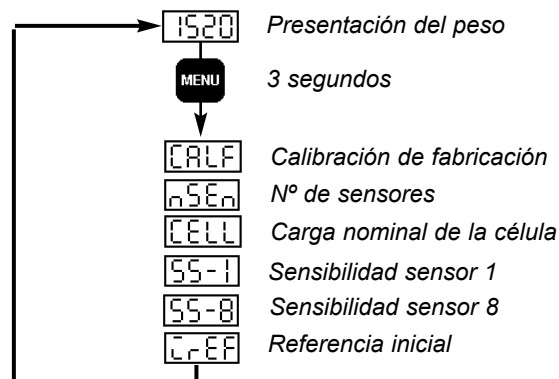 1520 Presentación del peso
MENU 3 segundos
CALF Calibración de fabricación
nSEn Nº de sensores
CELL Carga nominal de la célula
SS-1 Sensibilidad sensor 1
SS-8 Sensibilidad sensor 8
irEF Referencia inicial